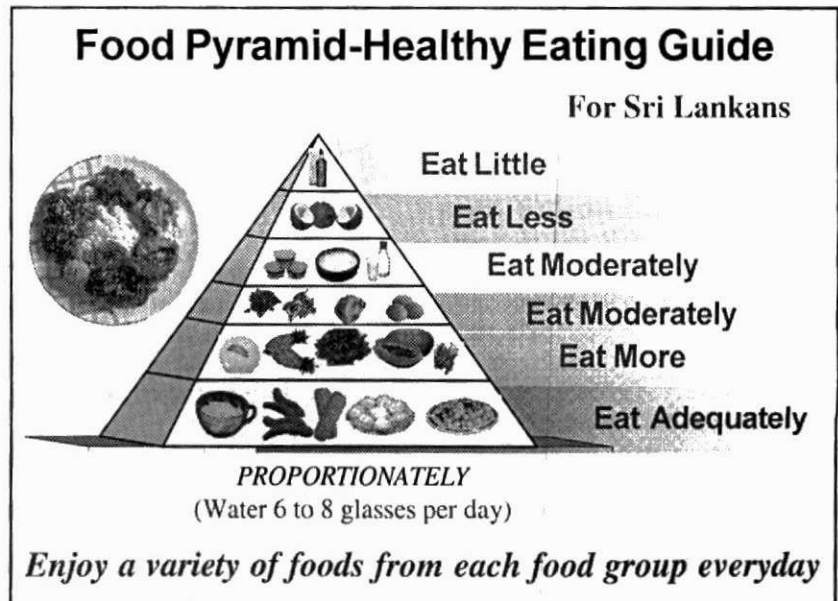 Food Pyramid-Healthy Eating Guide
For Sri Lankans
Eat Little
Eat Less
Eat Moderately
Eat Moderately
Eat More
Eat Adequately
PROPORTIONATELY
(Water 6 to 8 glasses per day)
Enjoy a variety of foods from each food group everyday